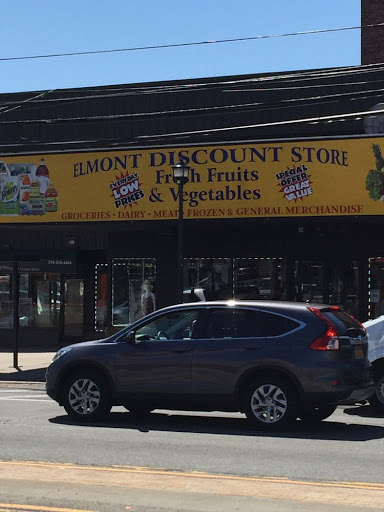 ELMONT DISCOUNT STORE
EVERYDAY LOW PRICES
Fresh Fruits
& Vegetables
SPECIAL OFFER GREAT VALUE
GROCERIES • DAIRY • MEAT • FROZEN & GENERAL MERCHANDISE